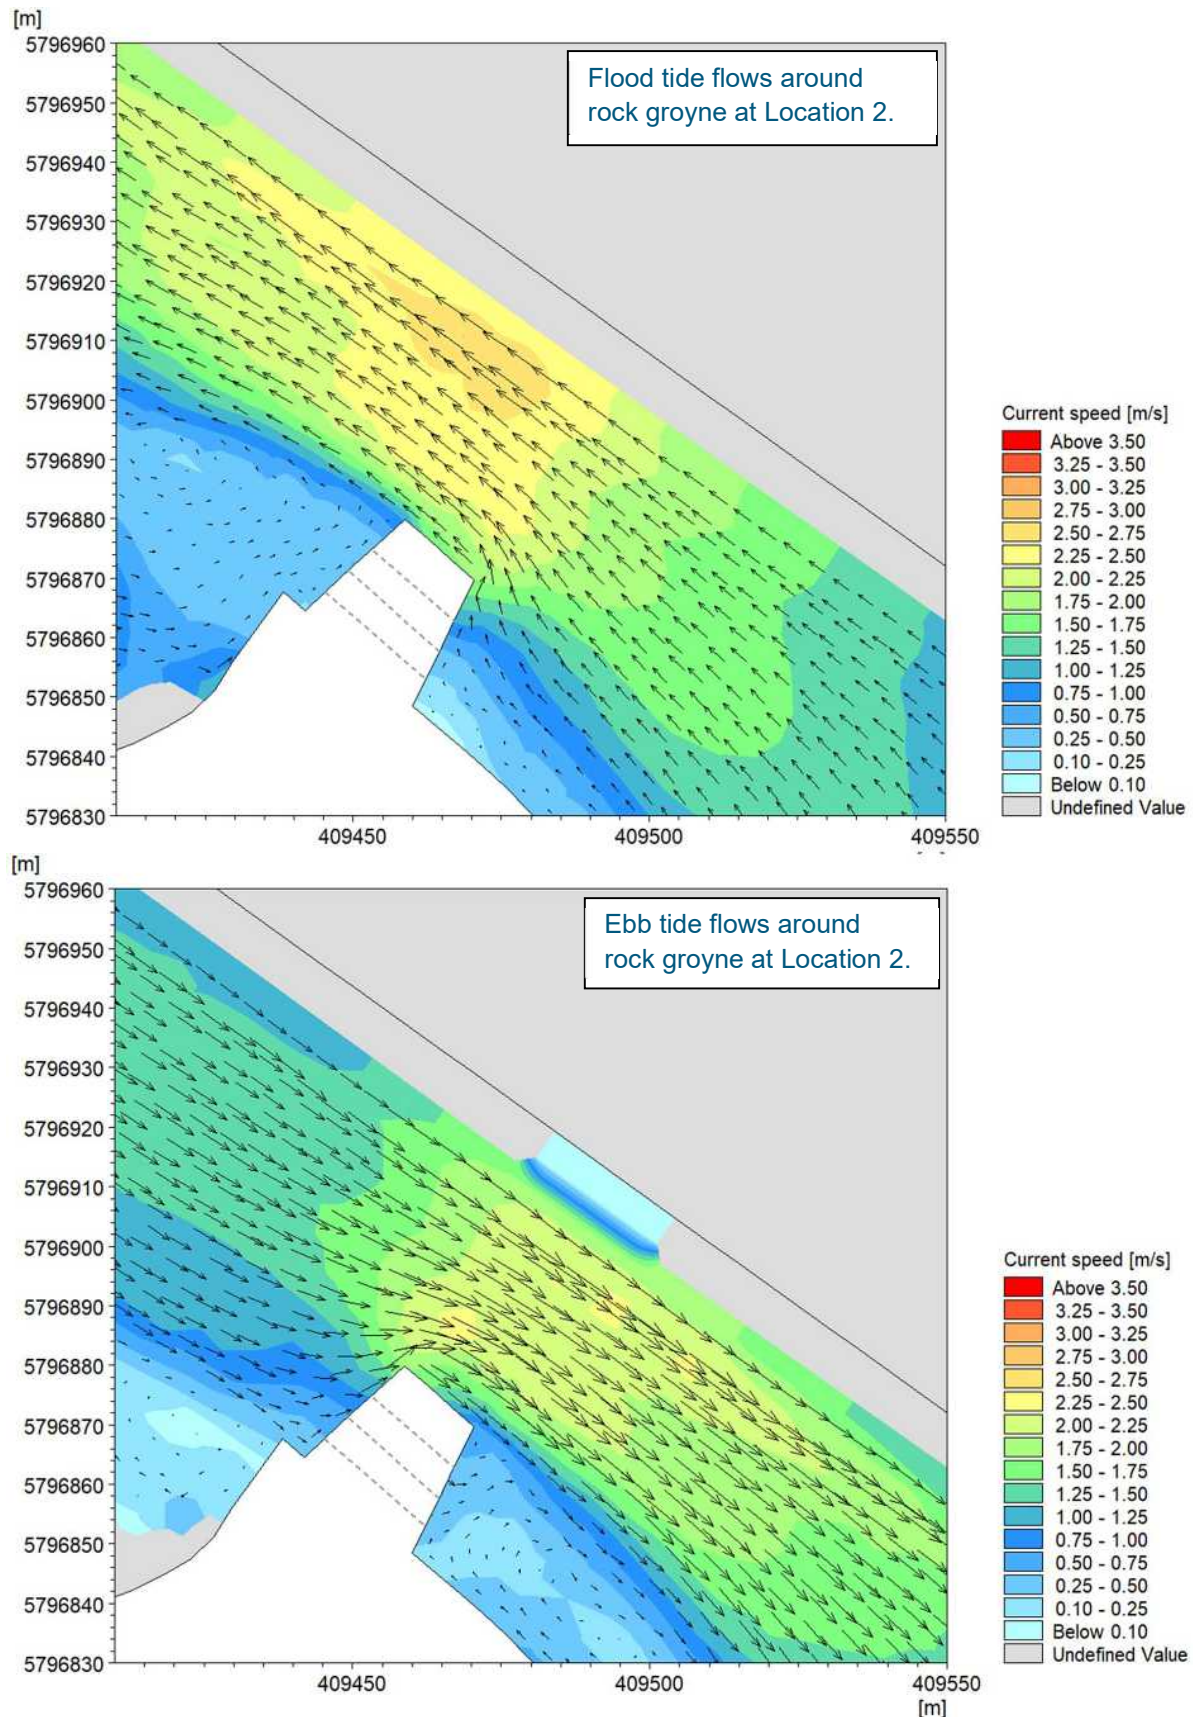 [m]
5796960
Flood tide flows around
rock groyne at Location 2.
5796950
5796940
5796930
5796920
5796910
5796900
5796890
5796880
5796870
5796860
5796850
5796840
5796830
409450
409500
409550
Current speed [m/s]
Above 3.50
3.25 - 3.50
3.00 - 3.25
2.75 - 3.00
2.50 - 2.75
2.25 - 2.50
2.00 - 2.25
1.75 - 2.00
1.50 - 1.75
1.25 - 1.50
1.00 - 1.25
0.75 - 1.00
0.50 - 0.75
0.25 - 0.50
0.10 - 0.25
Below 0.10
Undefined Value
[m]
5796960
Ebb tide flows around
rock groyne at Location 2.
5796950
5796940
5796930
5796920
5796910
5796900
5796890
5796880
5796870
5796860
5796850
5796840
5796830
409450
409500
409550
[m]
Current speed [m/s]
Above 3.50
3.25 - 3.50
3.00 - 3.25
2.75 - 3.00
2.50 - 2.75
2.25 - 2.50
2.00 - 2.25
1.75 - 2.00
1.50 - 1.75
1.25 - 1.50
1.00 - 1.25
0.75 - 1.00
0.50 - 0.75
0.25 - 0.50
0.10 - 0.25
Below 0.10
Undefined Value